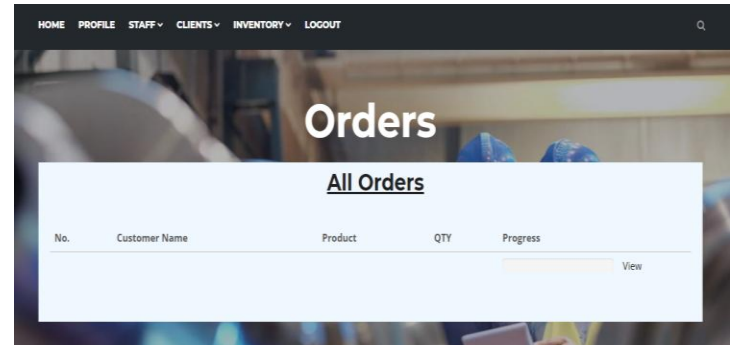 HOME PROFILE STAFF CLIENTS INVENTORY LOGOUT
Orders
All Orders
No. Customer Name Product QTY Progress
View